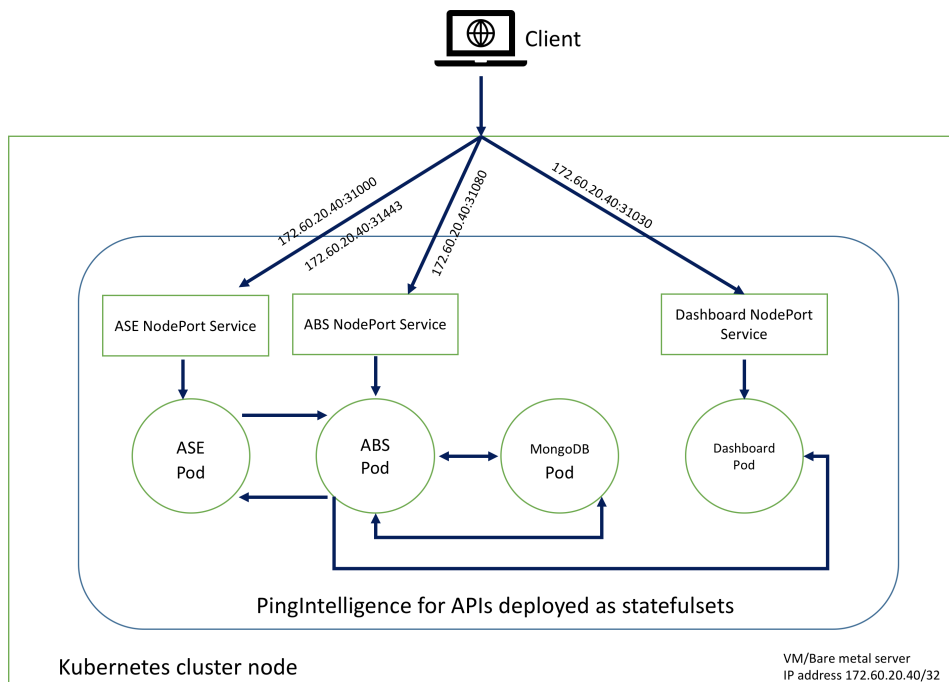 Client
172.60.20.40:31000
172.60.20.40:31443
172.60.20.40:31080
172.60.20.40:31030
ASE NodePort Service
ABS NodePort Service
Dashboard NodePort
Service
ASE
Pod
ABS
Pod
MongoDB
Pod
Dashboard
Pod
PingIntelligence for APIs deployed as statefulsets
Kubernetes cluster node
VM/Bare metal server
IP address 172.60.20.40/32